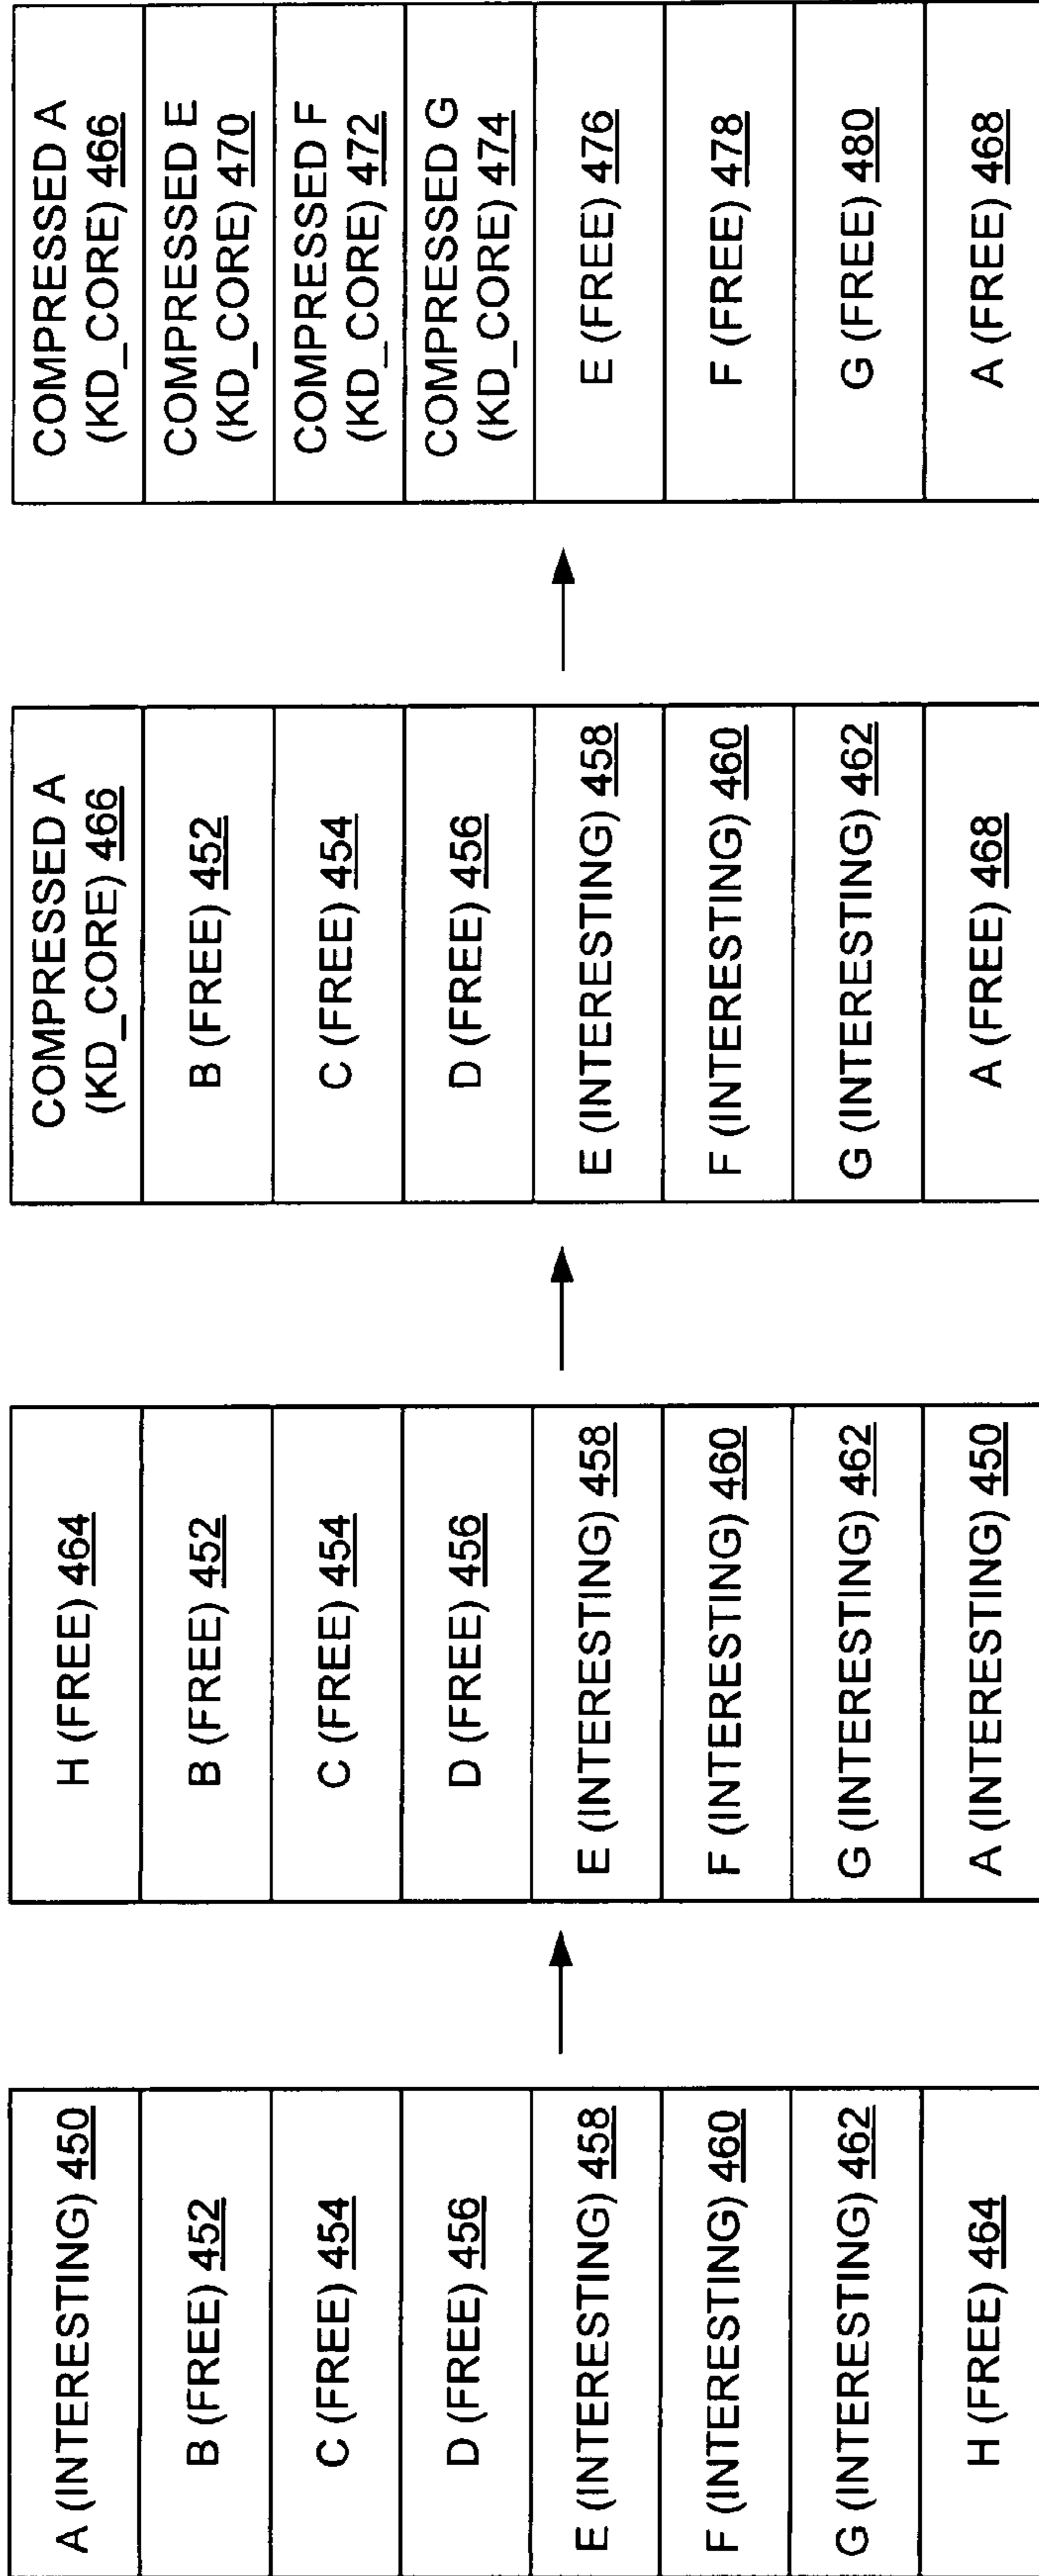 A (INTERESTING) 450
B (FREE) 452
C (FREE) 454
D (FREE) 456
E (INTERESTING) 458
F (INTERESTING) 460
G (INTERESTING) 462
H (FREE) 464
H (FREE) 464
B (FREE) 452
C (FREE) 454
D (FREE) 456
E (INTERESTING) 458
F (INTERESTING) 460
G (INTERESTING) 462
A (INTERESTING) 450
COMPRESSED A
(KD_CORE) 466
B (FREE) 452
C (FREE) 454
D (FREE) 456
E (INTERESTING) 458
F (INTERESTING) 460
G (INTERESTING) 462
A (FREE) 468
COMPRESSED A
(KD_CORE) 466
COMPRESSED E
(KD_CORE) 470
COMPRESSED F
(KD_CORE) 472
COMPRESSED G
(KD_CORE) 474
E (FREE) 476
F (FREE) 478
G (FREE) 480
A (FREE) 468